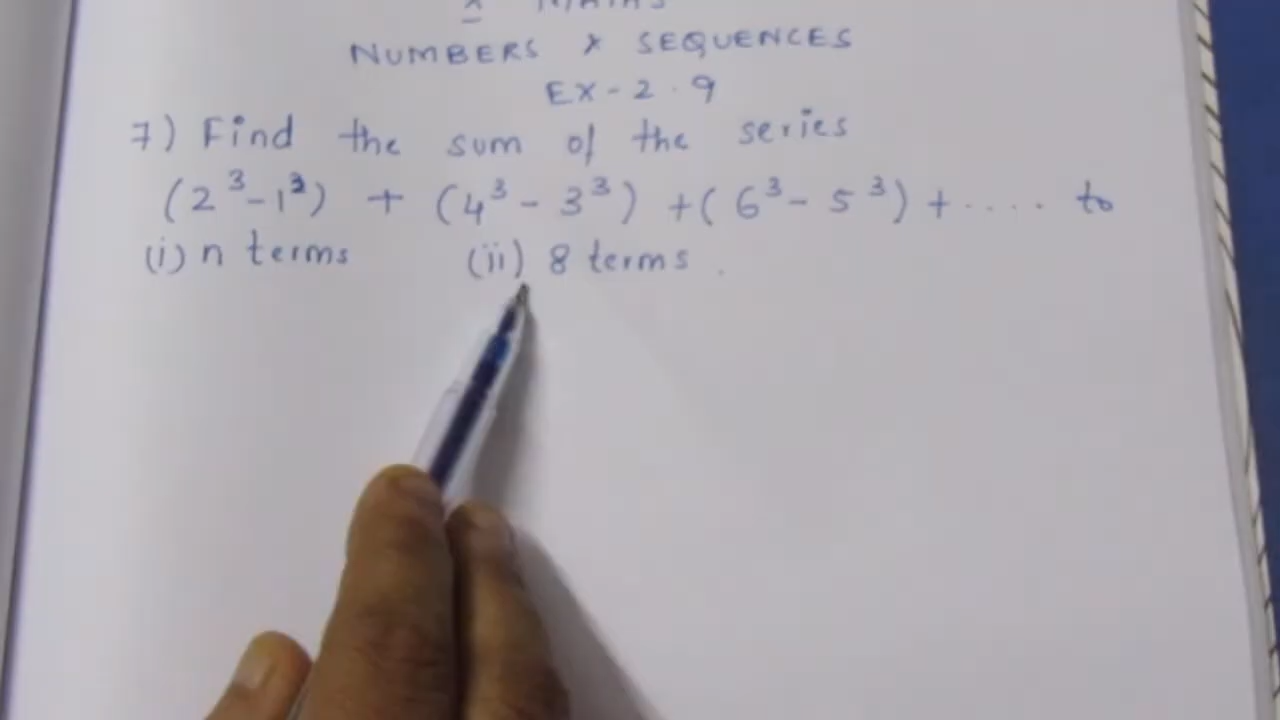 NUMBERS & SEQUENCES
EX-2.9
7) Find the sum of the series
(2³-1³) + (4³-3³) + (6³-5³) + .... to
(i) n terms (ii) 8 terms.